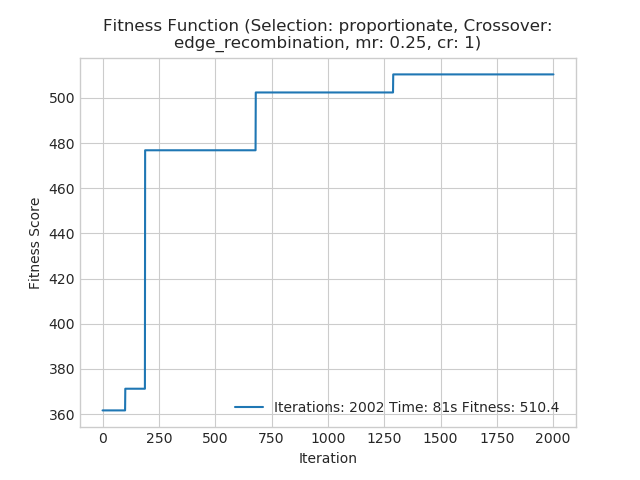 Fitness Function (Selection: proportionate, Crossover:
edge_recombination, mr: 0.25, cr: 1)
Fitness Score
500
480
460
440
420
400
380
360
Iterations: 2002 Time: 81s Fitness: 510.4
0 250 500 750 1000 1250 1500 1750 2000
Iteration